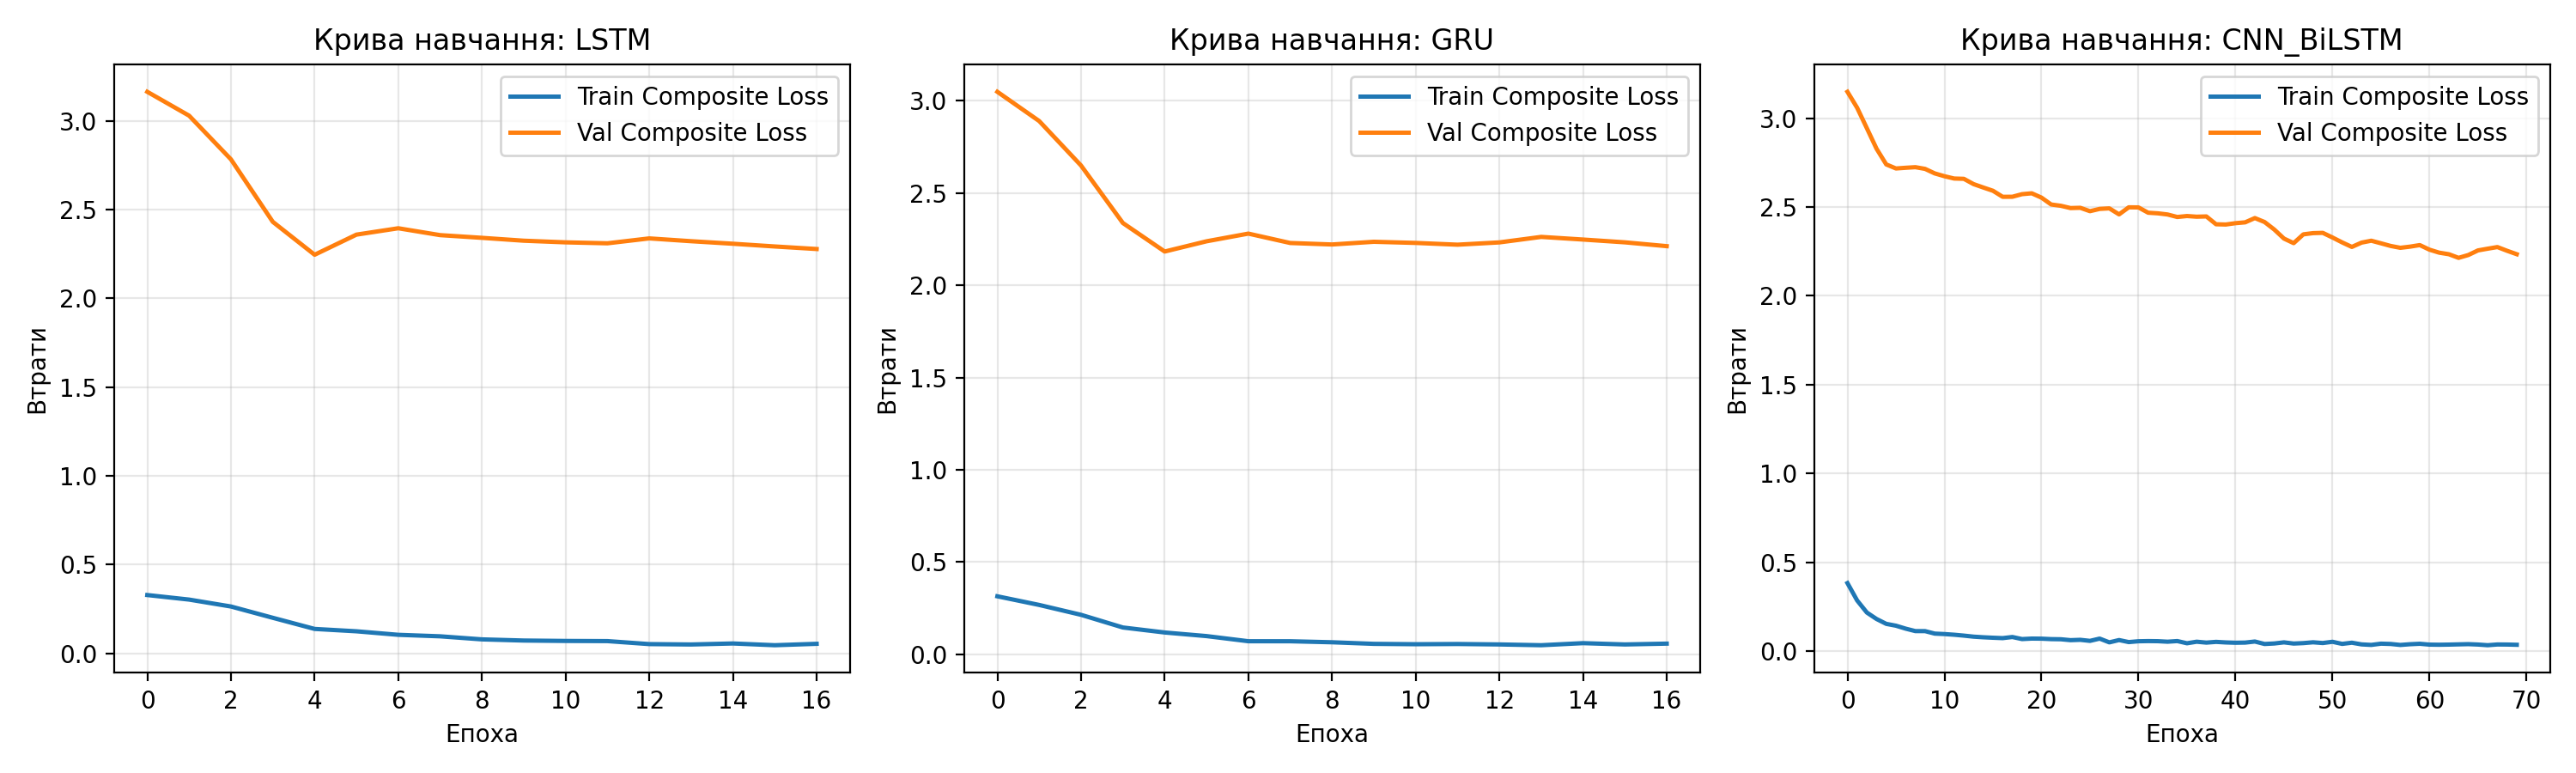 Крива навчання: LSTM
Train Composite Loss
Val Composite Loss
3.0
2.5
2.0
1.5
1.0
0.5
0.0
Втрати
0 2 4 6 8 10 12 14 16
Епоха
Крива навчання: GRU
Train Composite Loss
Val Composite Loss
3.0
2.5
2.0
1.5
1.0
0.5
0.0
Втрати
0 2 4 6 8 10 12 14 16
Епоха
Крива навчання: CNN_BiLSTM
Train Composite Loss
Val Composite Loss
3.0
2.5
2.0
1.5
1.0
0.5
0.0
Втрати
0 10 20 30 40 50 60 70
Епоха